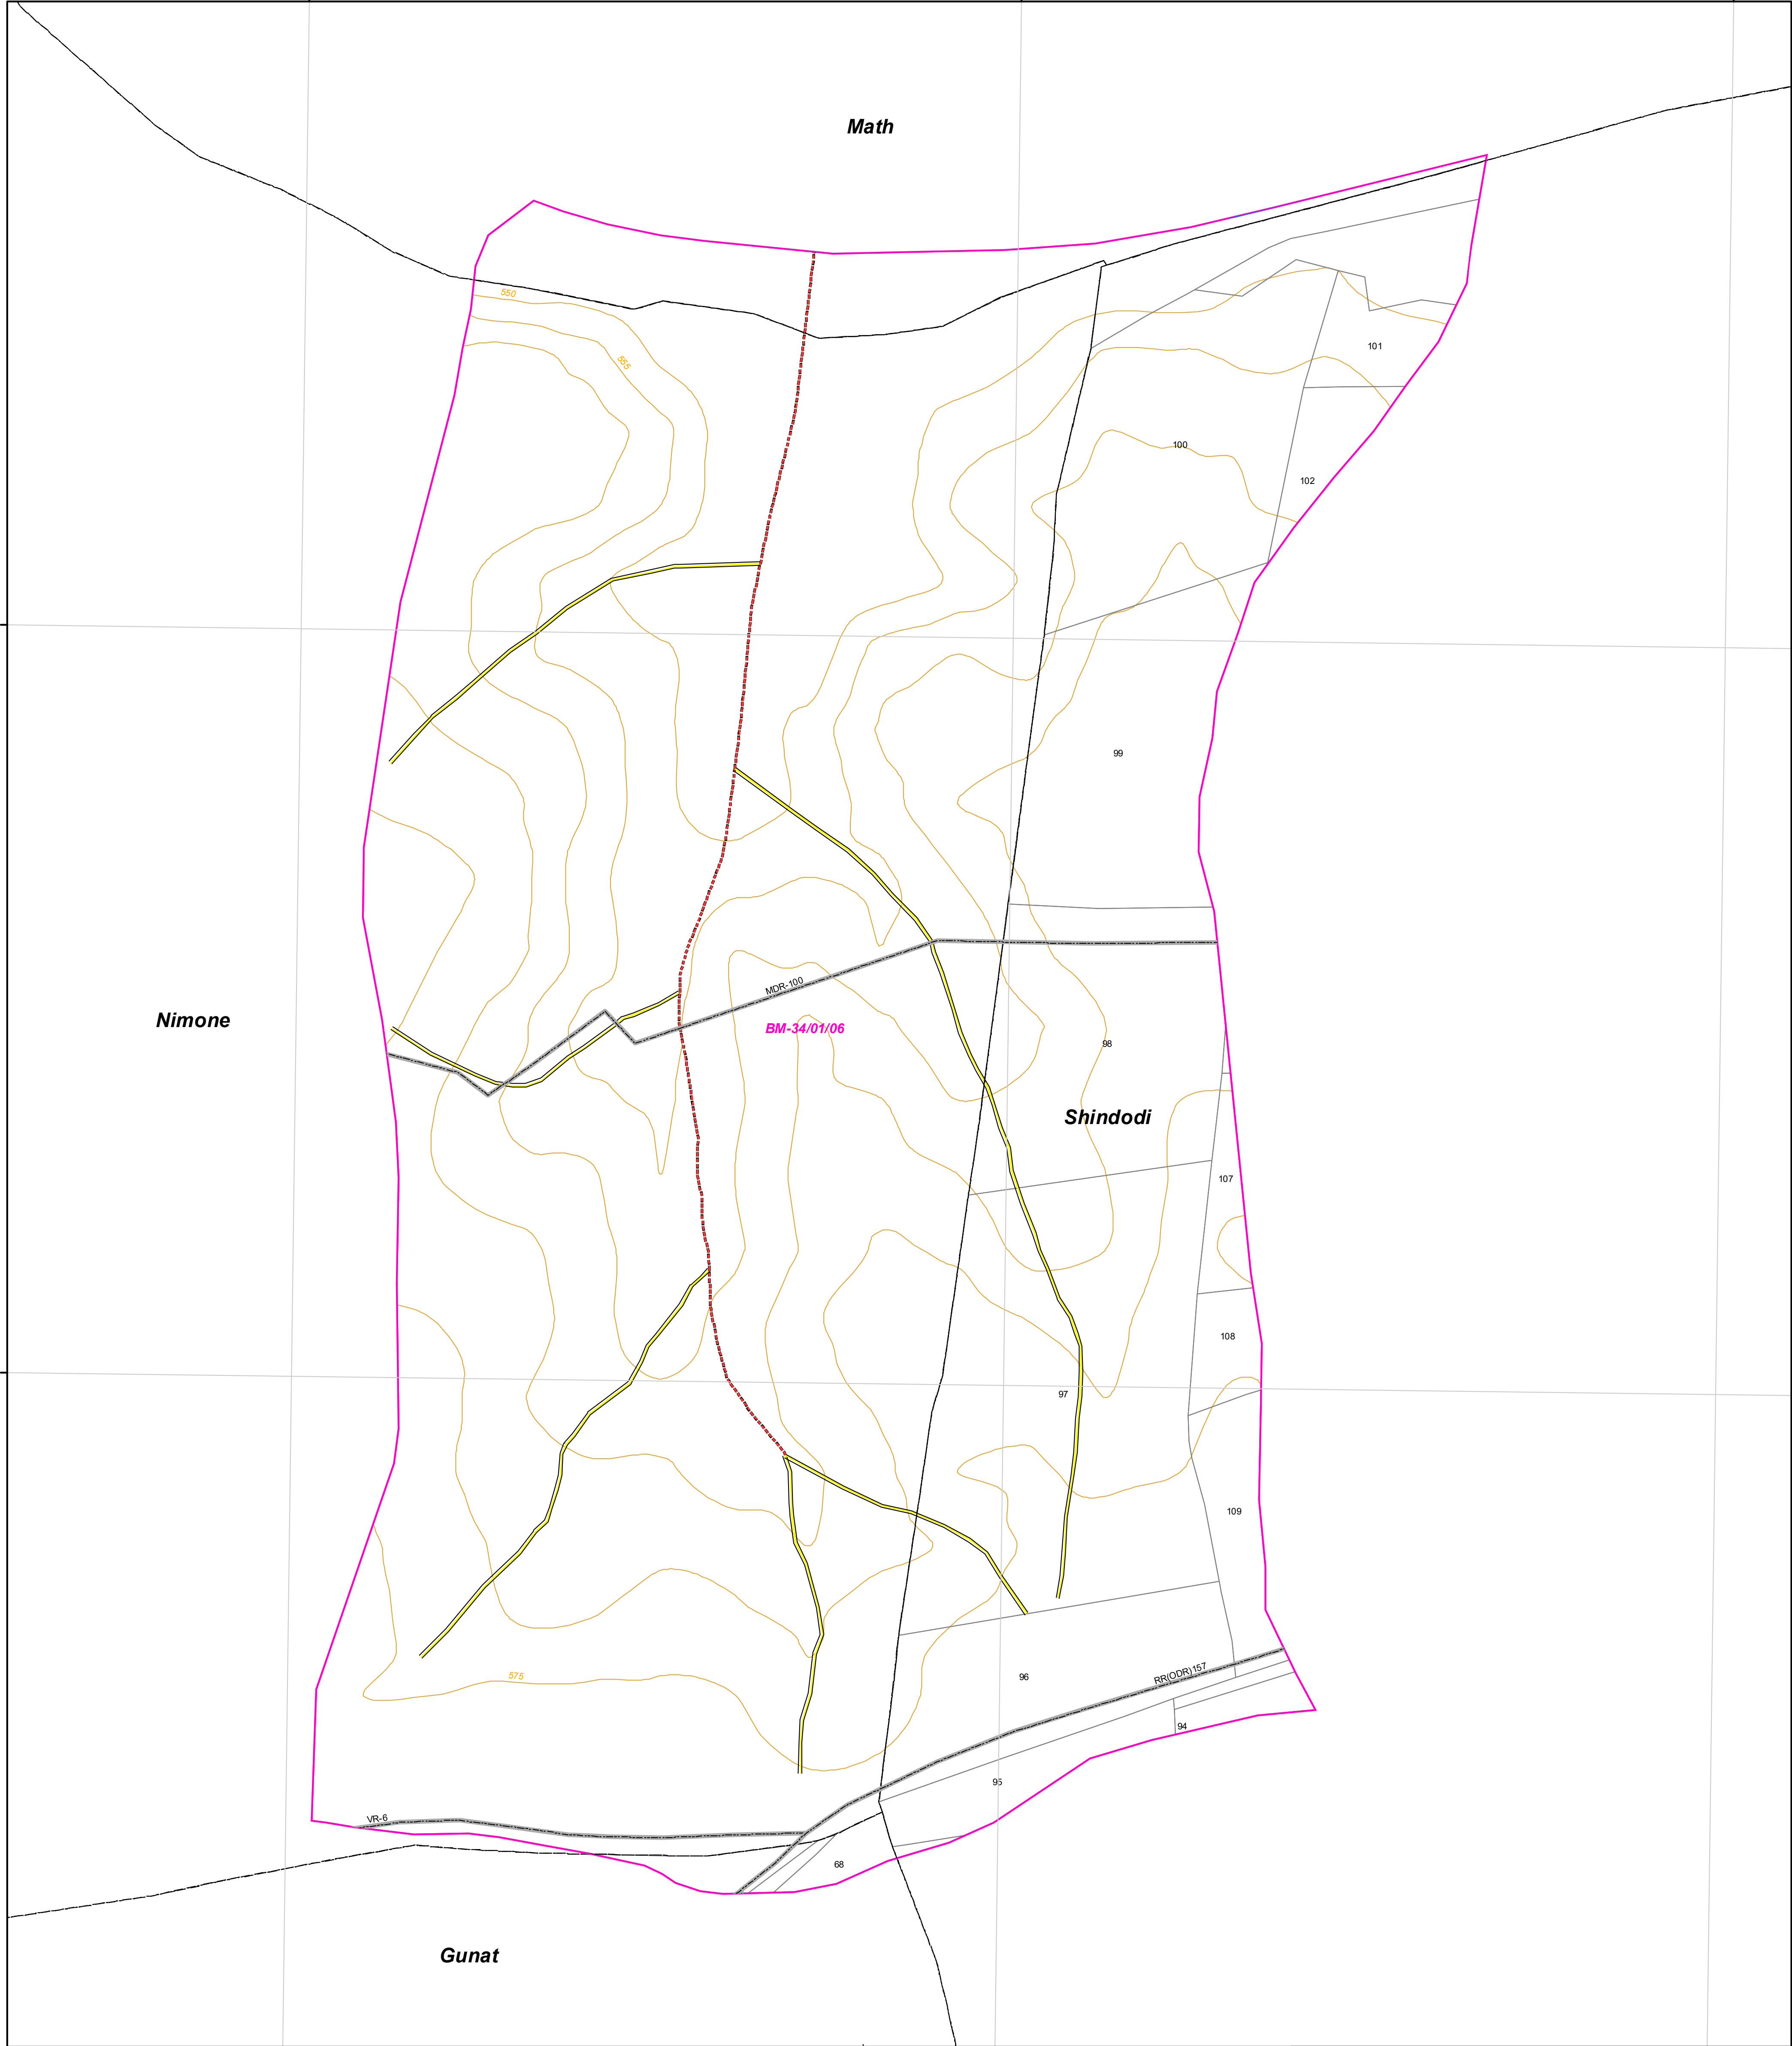 Math
550
555
101
100
102
99
MDR-100
Nimone
BM-34/01/06
98
Shindodi
107
108
97
109
575
96
RR(ODR)157
94
95
VR-6
68
Gunat